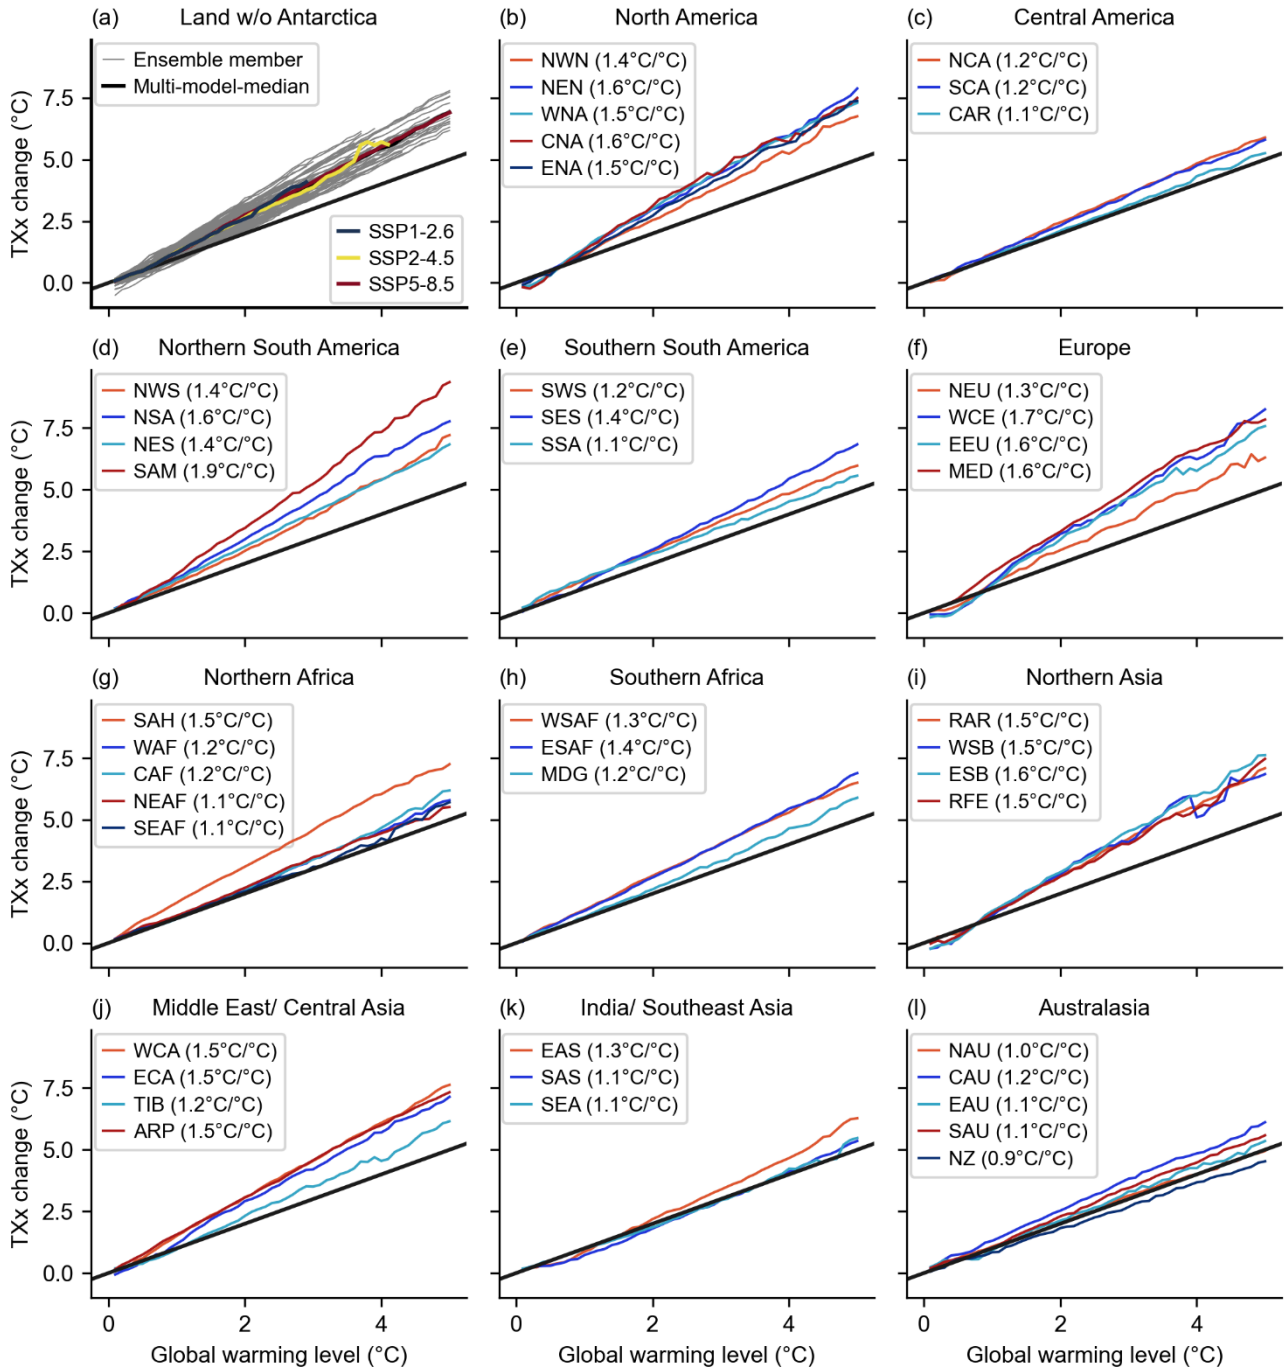 (a) Land w/o Antarctica
Ensemble member
Multi-model-median
SSP1-2.6
SSP2-4.5
SSP5-8.5
7.5
5.0
2.5
0.0
TXx change (°C)
(b) North America
NWN (1.4°C/°C)
NEN (1.6°C/°C)
WNA (1.5°C/°C)
CNA (1.6°C/°C)
ENA (1.5°C/°C)
(c) Central America
NCA (1.2°C/°C)
SCA (1.2°C/°C)
CAR (1.1°C/°C)
(d) Northern South America
NWS (1.4°C/°C)
NSA (1.6°C/°C)
NES (1.4°C/°C)
SAM (1.9°C/°C)
7.5
5.0
2.5
0.0
TXx change (°C)
(e) Southern South America
SWS (1.2°C/°C)
SES (1.4°C/°C)
SSA (1.1°C/°C)
(f) Europe
NEU (1.3°C/°C)
WCE (1.7°C/°C)
EEU (1.6°C/°C)
MED (1.6°C/°C)
(g) Northern Africa
SAH (1.5°C/°C)
WAF (1.2°C/°C)
CAF (1.2°C/°C)
NEAF (1.1°C/°C)
SEAF (1.1°C/°C)
7.5
5.0
2.5
0.0
TXx change (°C)
(h) Southern Africa
WSAF (1.3°C/°C)
ESAF (1.4°C/°C)
MDG (1.2°C/°C)
(i) Northern Asia
RAR (1.5°C/°C)
WSB (1.5°C/°C)
ESB (1.6°C/°C)
RFE (1.5°C/°C)
(j) Middle East/ Central Asia
WCA (1.5°C/°C)
ECA (1.5°C/°C)
TIB (1.2°C/°C)
ARP (1.5°C/°C)
7.5
5.0
2.5
0.0
TXx change (°C)
0 2 4
Global warming level (°C)
(k) India/ Southeast Asia
EAS (1.3°C/°C)
SAS (1.1°C/°C)
SEA (1.1°C/°C)
0 2 4
Global warming level (°C)
(l) Australasia
NAU (1.0°C/°C)
CAU (1.2°C/°C)
EAU (1.1°C/°C)
SAU (1.1°C/°C)
NZ (0.9°C/°C)
0 2 4
Global warming level (°C)